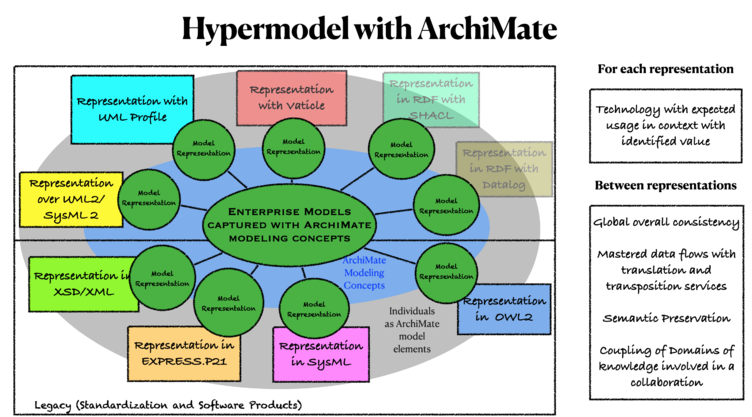 Hypermodel with ArchiMate
Representation with
UML Profile
Representation
with Vatiole
Representation
in RDF with
SHACL
Representation
in RDF with
Datalog
Representation
over UML2/
SysML 2
Model
Representation
Model
Representation
Model
Representation
Model
Representation
Model
Representation
Enterprise Models
captured with ArchiMate
modeling concepts
ArchiMate
Modeling
Concepts
Model
Representation
Model
Representation
Model
Representation
Model
Representation
Representation in
XSD/XML
Representation in
EXPRESS.P21
Representation
in SysML
Individuals
as ArchiMate
model
elements
Representation
in OWL2
Legacy (Standardization and Software Products)
For each representation
Technology with expected
usage in context with
identified value
Between representations
Global overall consistency
Mastered data flows with
translation and
transposition services
Semantic Preservation
Coupling of Domains of
knowledge involved in a
collaboration